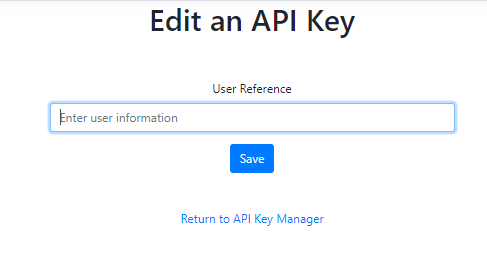 Edit an API Key
User Reference
Enter user information
Save
Return to API Key Manager